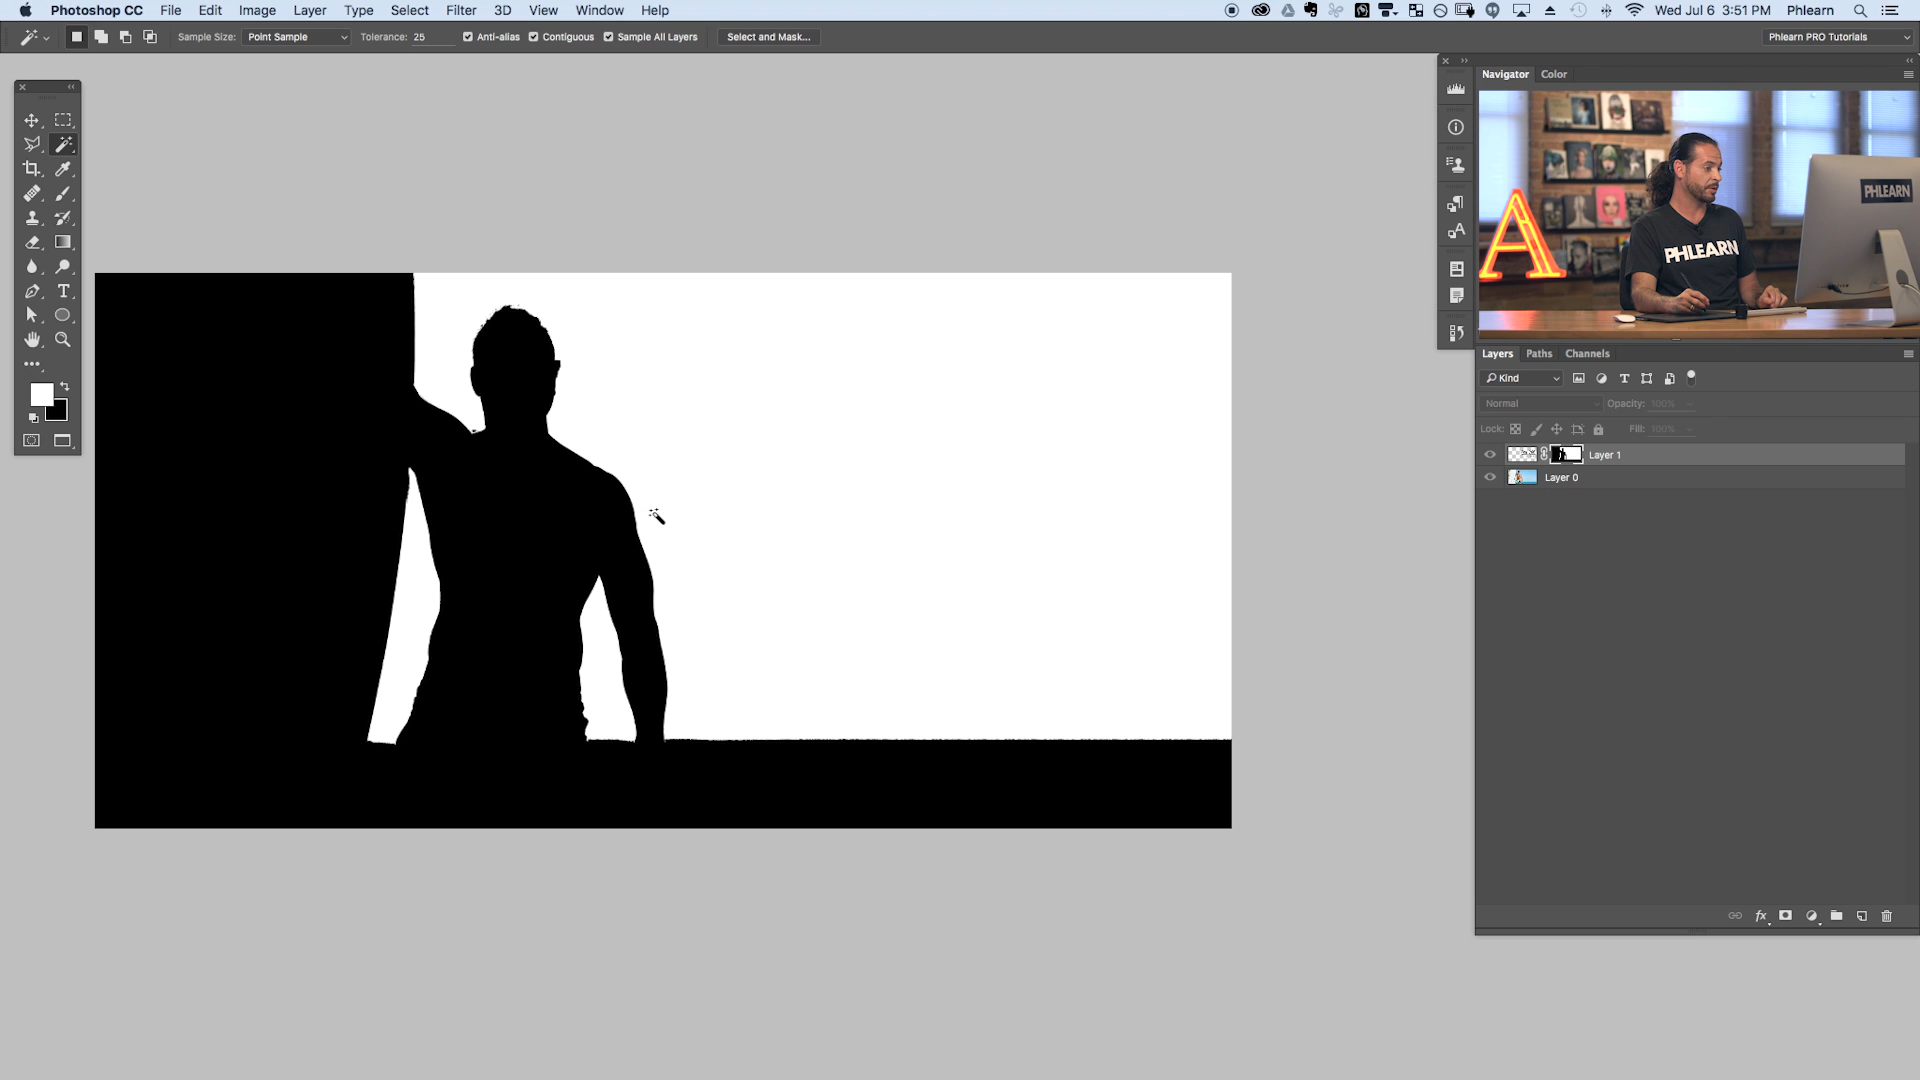 Photoshop CC File Edit Image Layer Type Select Filter 3D View Window Help Wed Jul 6 3:51 PM Phlearn
Sample Size: Point Sample Tolerance: 25 Anti-alias Contiguous Sample All Layers Select and Mask... Phlearn PRO Tutorials
Navigator Color
PHLEARN
PHLEARN
A
Layers Paths Channels
Kind
Normal Opacity: 100%
Lock: Fill: 100%
Layer 1
Layer 0
fx